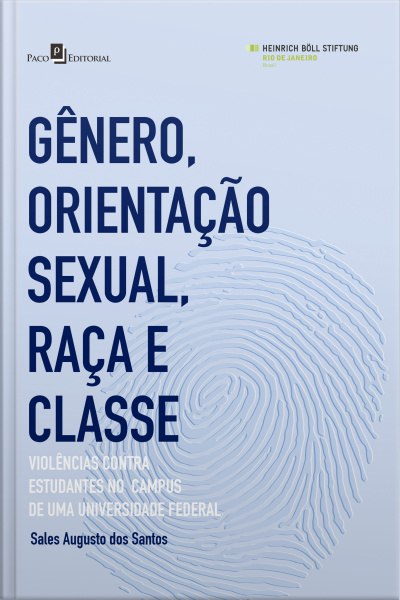 PACO EDITORIAL
HEINRICH BÖLL STIFTUNG
RIO DE JANEIRO
Brasil
GÊNERO,
ORIENTAÇÃO
SEXUAL,
RAÇA E
CLASSE
VIOLÊNCIAS CONTRA
ESTUDANTES NO CAMPUS
DE UMA UNIVERSIDADE FEDERAL
Sales Augusto dos Santos